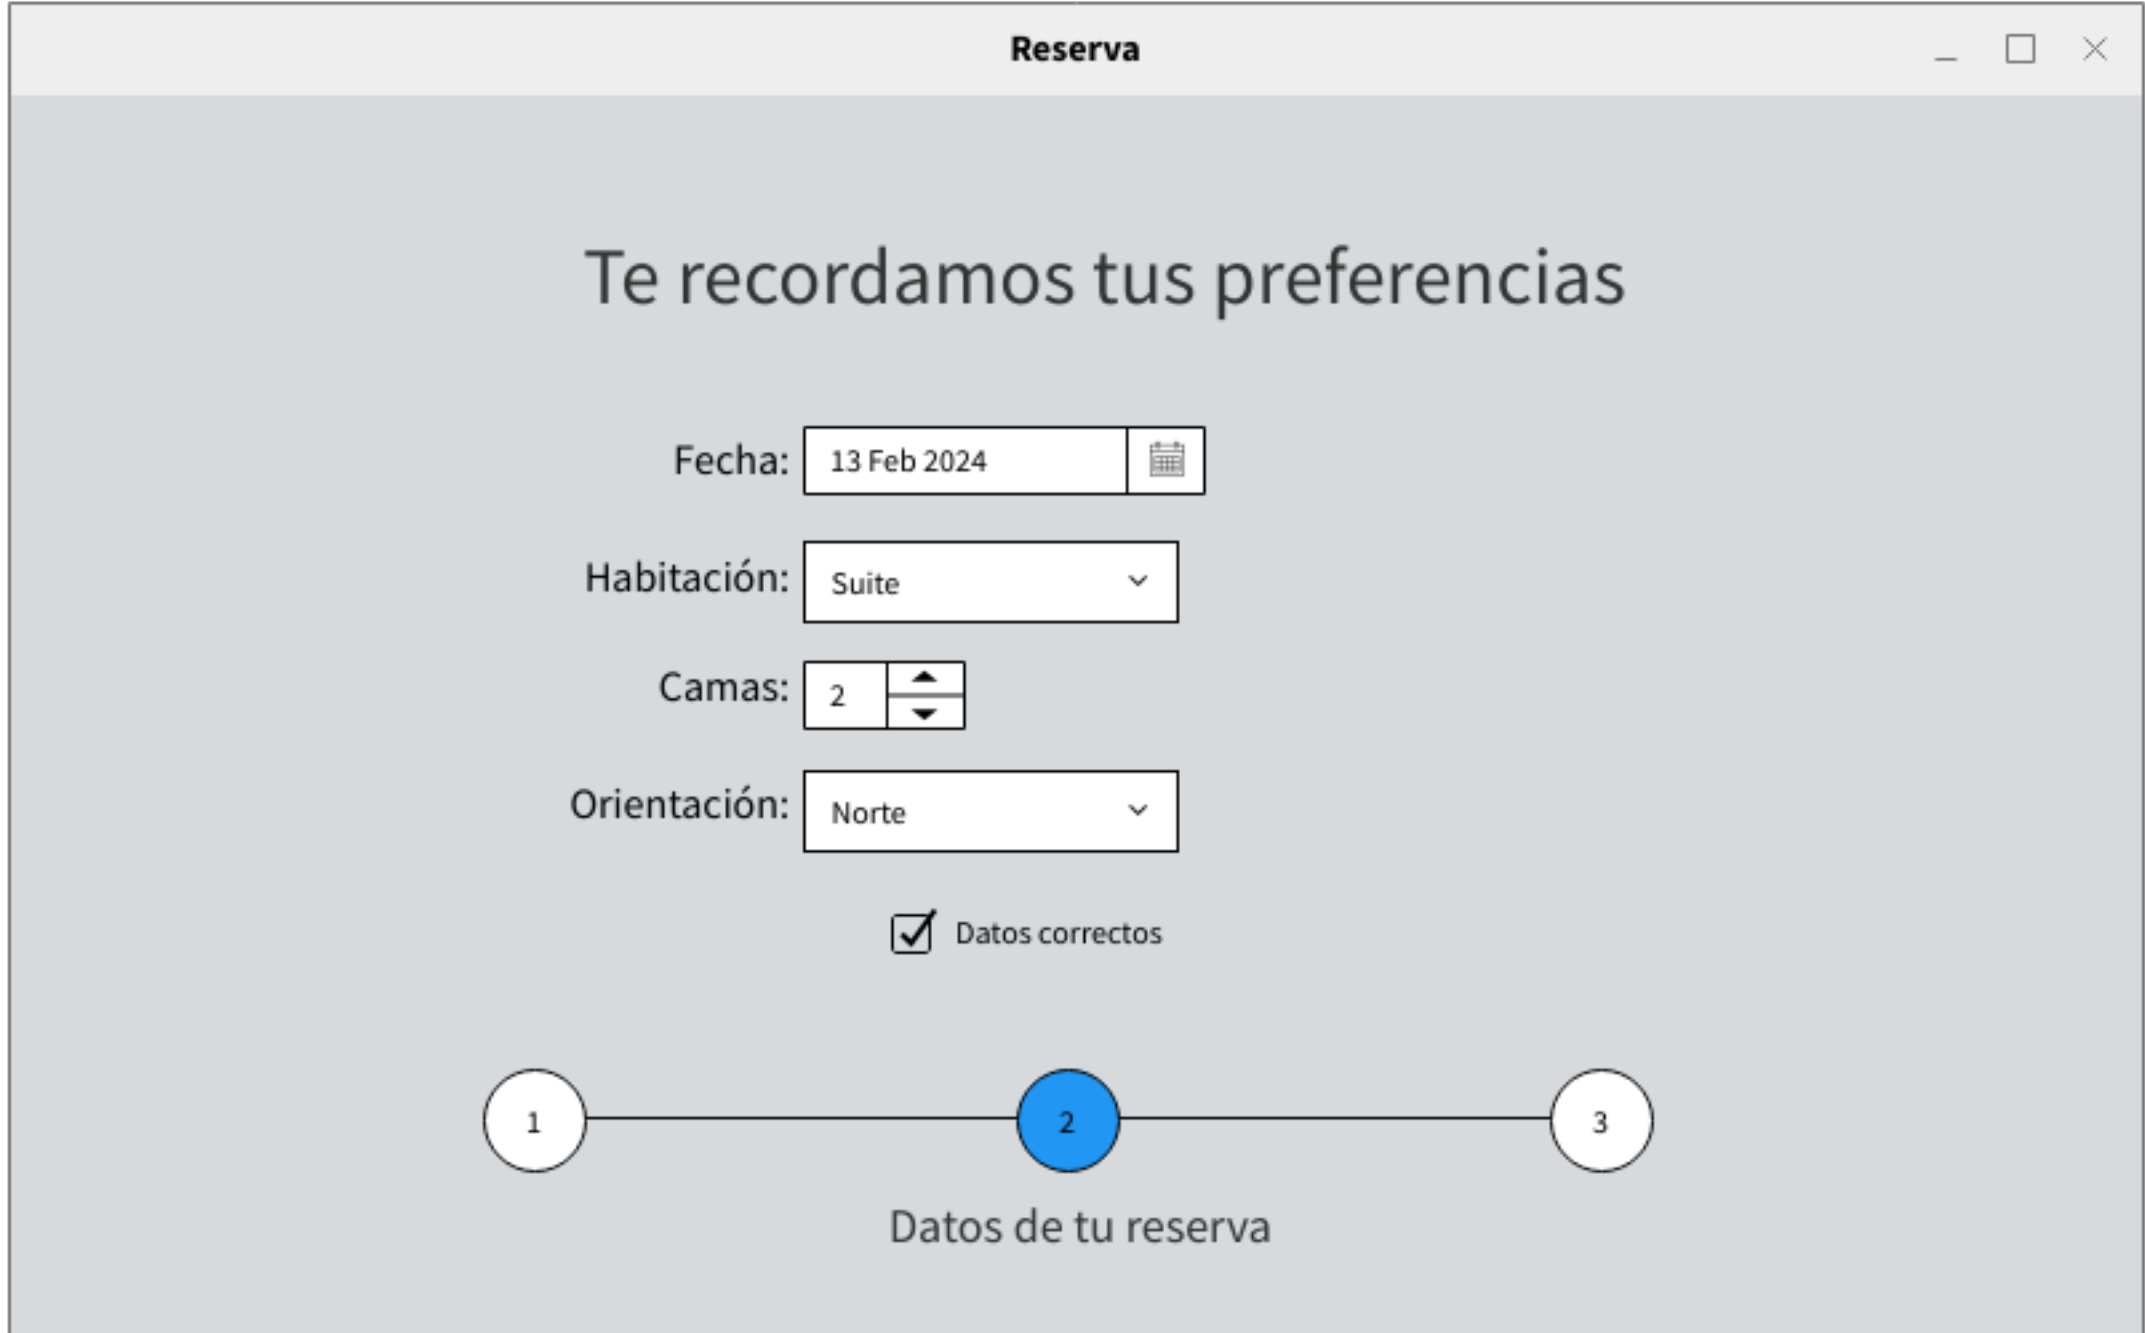 Reserva
Te recordamos tus preferencias
Fecha: 13 Feb 2024
Habitación: Suite
Camas: 2
Orientación: Norte
Datos correctos
1 2 3
Datos de tu reserva